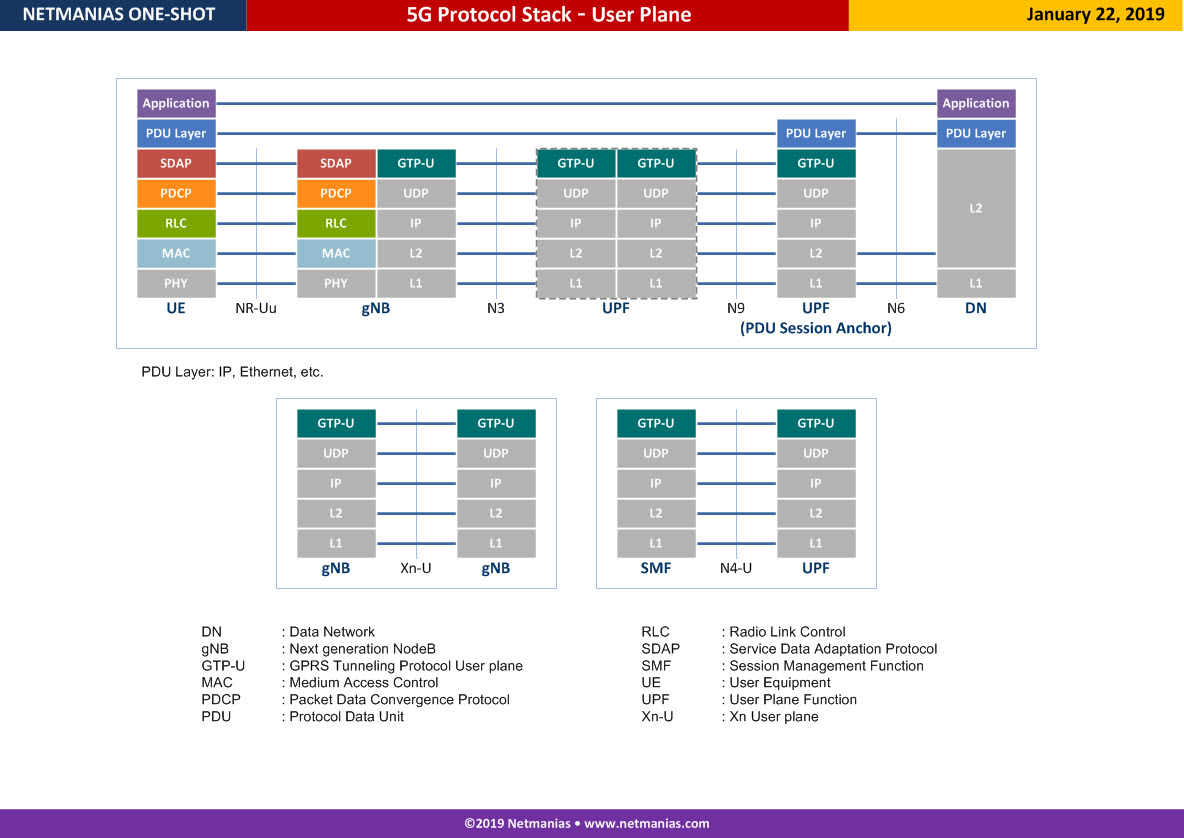 NETMANIAS ONE-SHOT
5G Protocol Stack - User Plane
January 22, 2019
Application Application
PDU Layer PDU Layer PDU Layer
SDAP SDAP GTP-U GTP-U GTP-U GTP-U
PDCP PDCP UDP UDP UDP UDP L2
RLC RLC IP IP IP IP
MAC MAC L2 L2 L2 L2
PHY PHY L1 L1 L1 L1 L1
UE NR-Uu gNB N3 UPF N9 UPF N6 DN
(PDU Session Anchor)
PDU Layer: IP, Ethernet, etc.
GTP-U GTP-U
UDP UDP
IP IP
L2 L2
L1 L1
gNB Xn-U gNB
GTP-U GTP-U
UDP UDP
IP IP
L2 L2
L1 L1
SMF N4-U UPF
DN : Data Network
gNB : Next generation NodeB
GTP-U : GPRS Tunneling Protocol User plane
MAC : Medium Access Control
PDCP : Packet Data Convergence Protocol
PDU : Protocol Data Unit
RLC : Radio Link Control
SDAP : Service Data Adaptation Protocol
SMF : Session Management Function
UE : User Equipment
UPF : User Plane Function
Xn-U : Xn User plane
©2019 Netmanias • www.netmanias.com